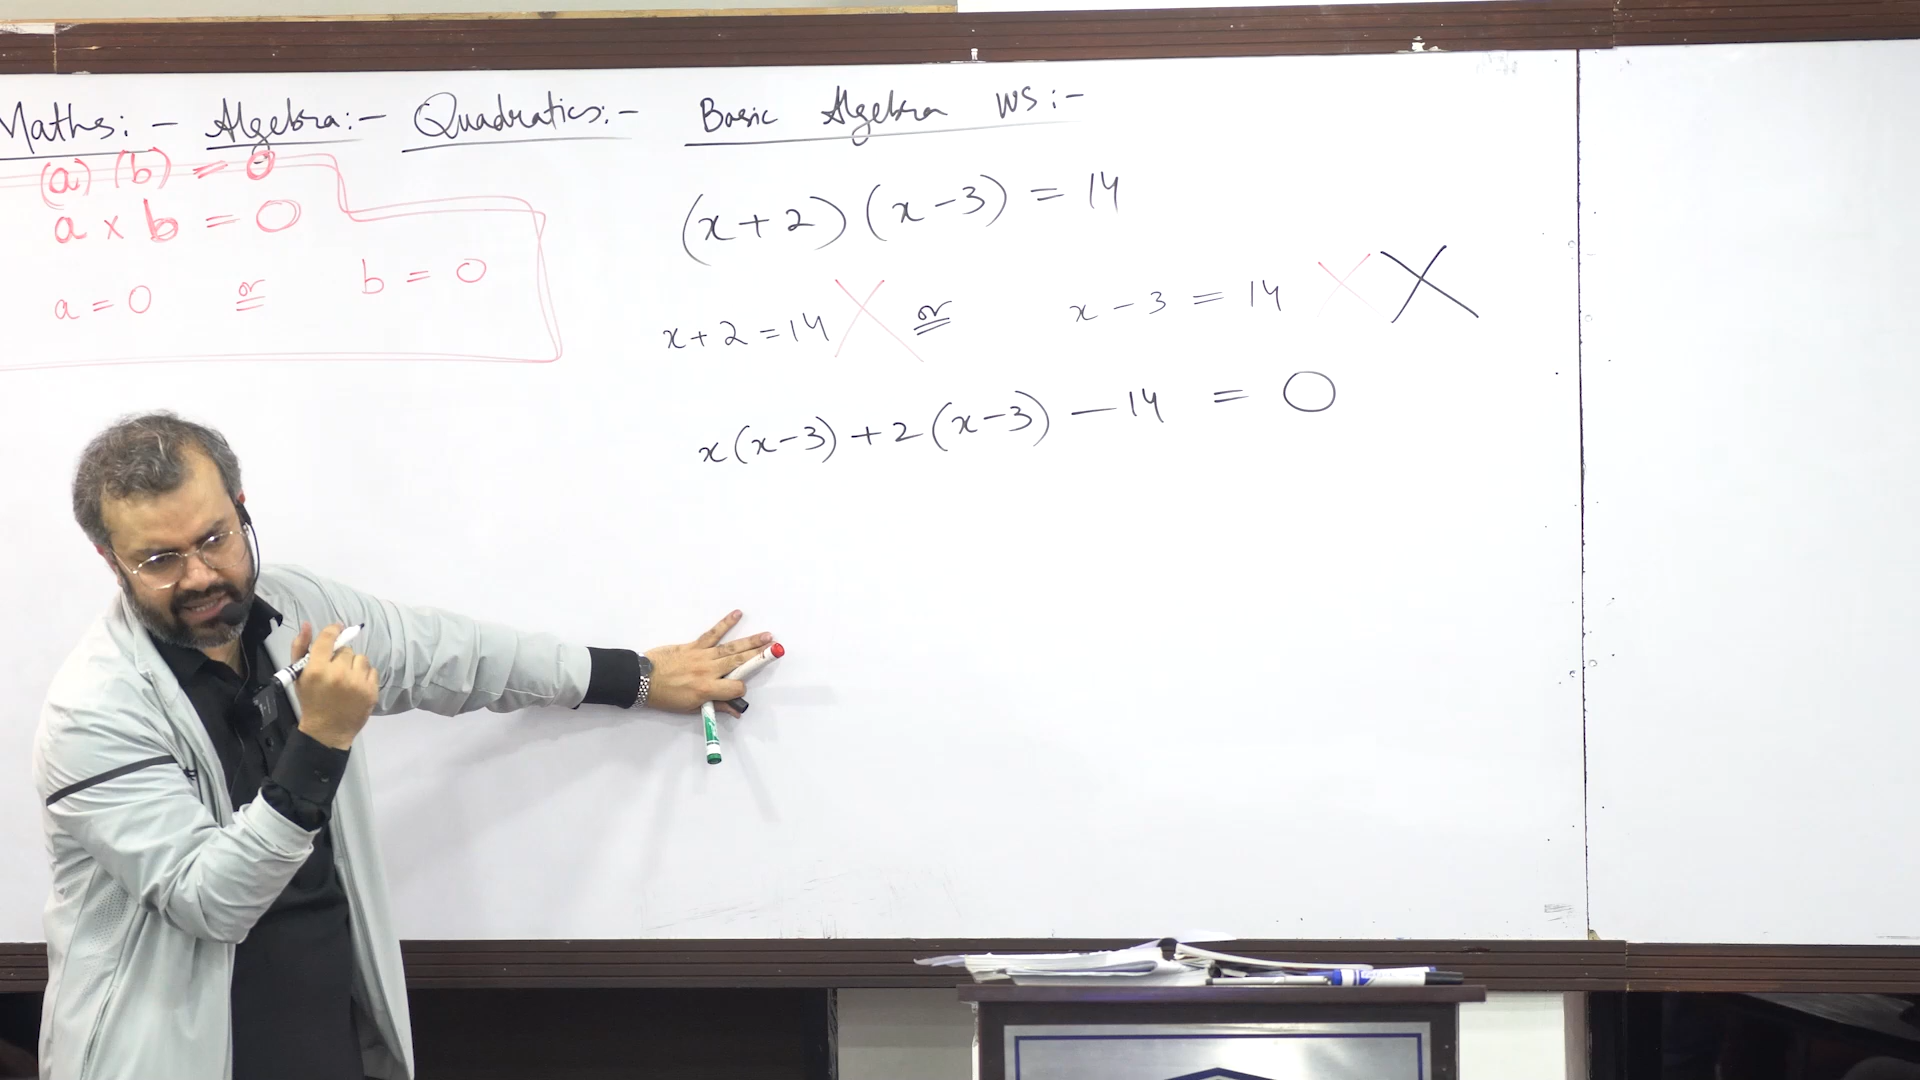 Maths:- Algebra:- Quadratics:- Basic Algebra WS:-
(a) (b) = 0
a × b = 0
a = 0 or b = 0
(x+2)(x-3) = 14
x+2 = 14 or x-3 = 14
x(x-3)+2(x-3)-14 = 0